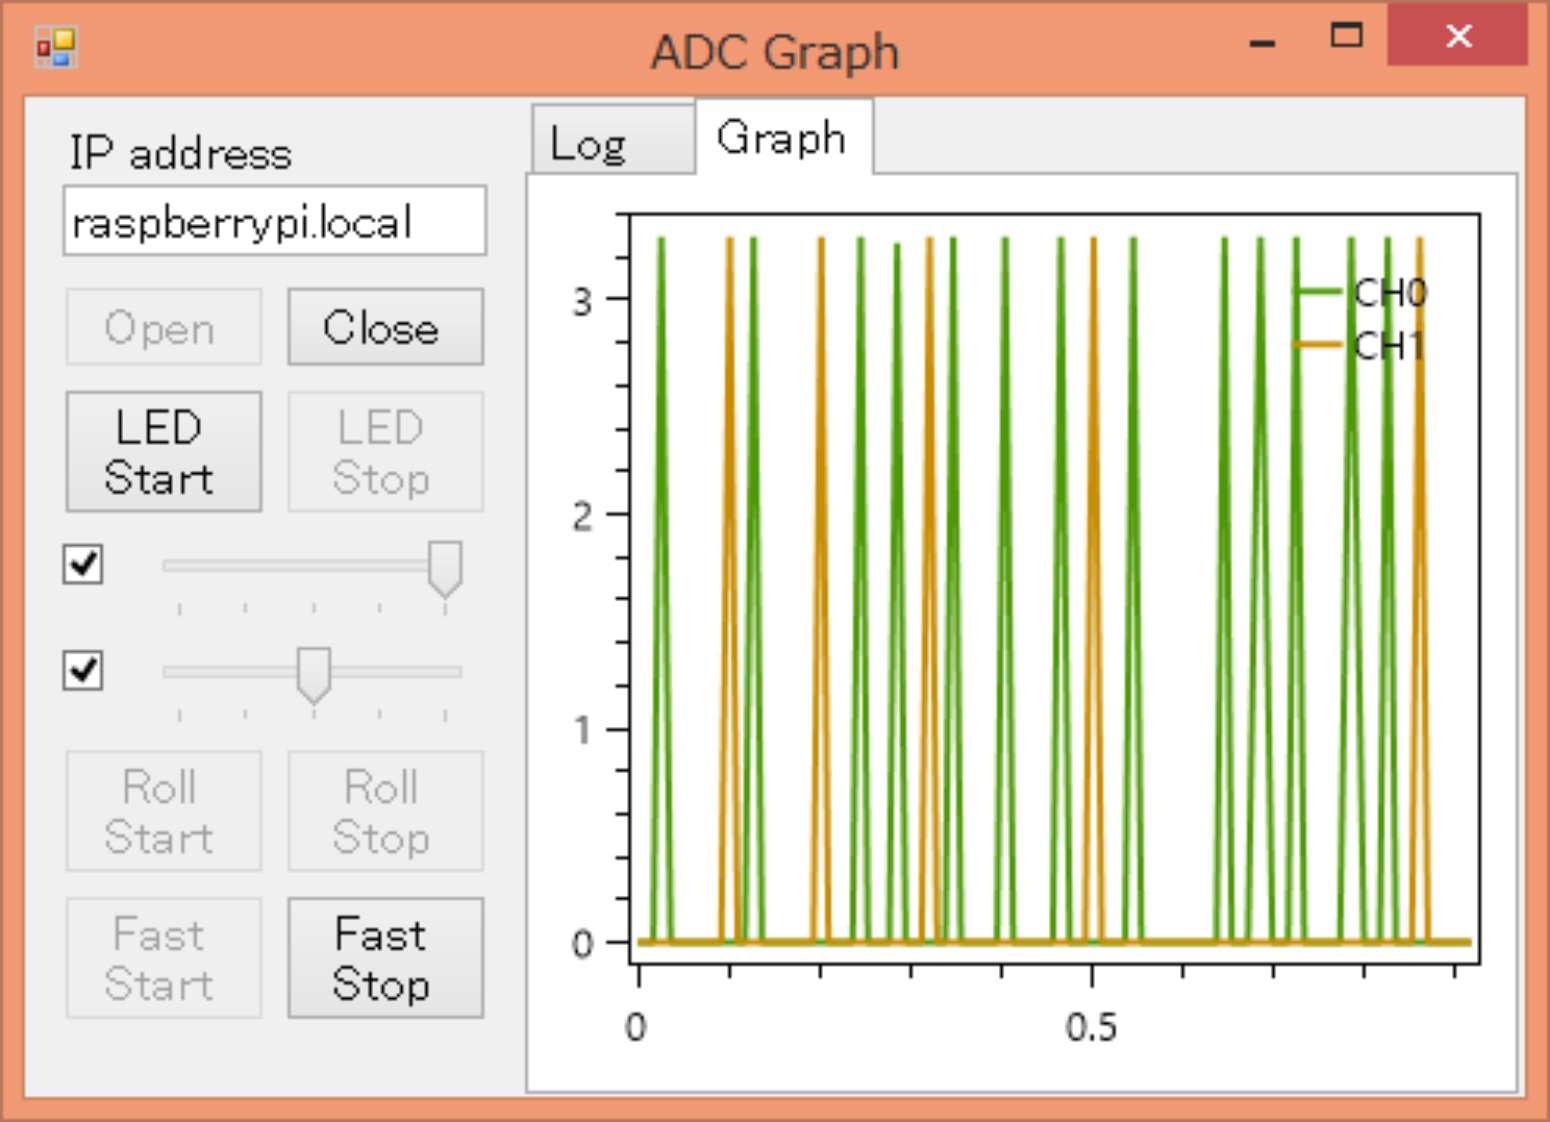 ADC Graph
IP address
raspberrypi.local
Open
Close
LED
Start
LED
Stop
Roll
Start
Roll
Stop
Fast
Start
Fast
Stop
Log
Graph
CH0
CH1
3
2
1
0
0
0.5